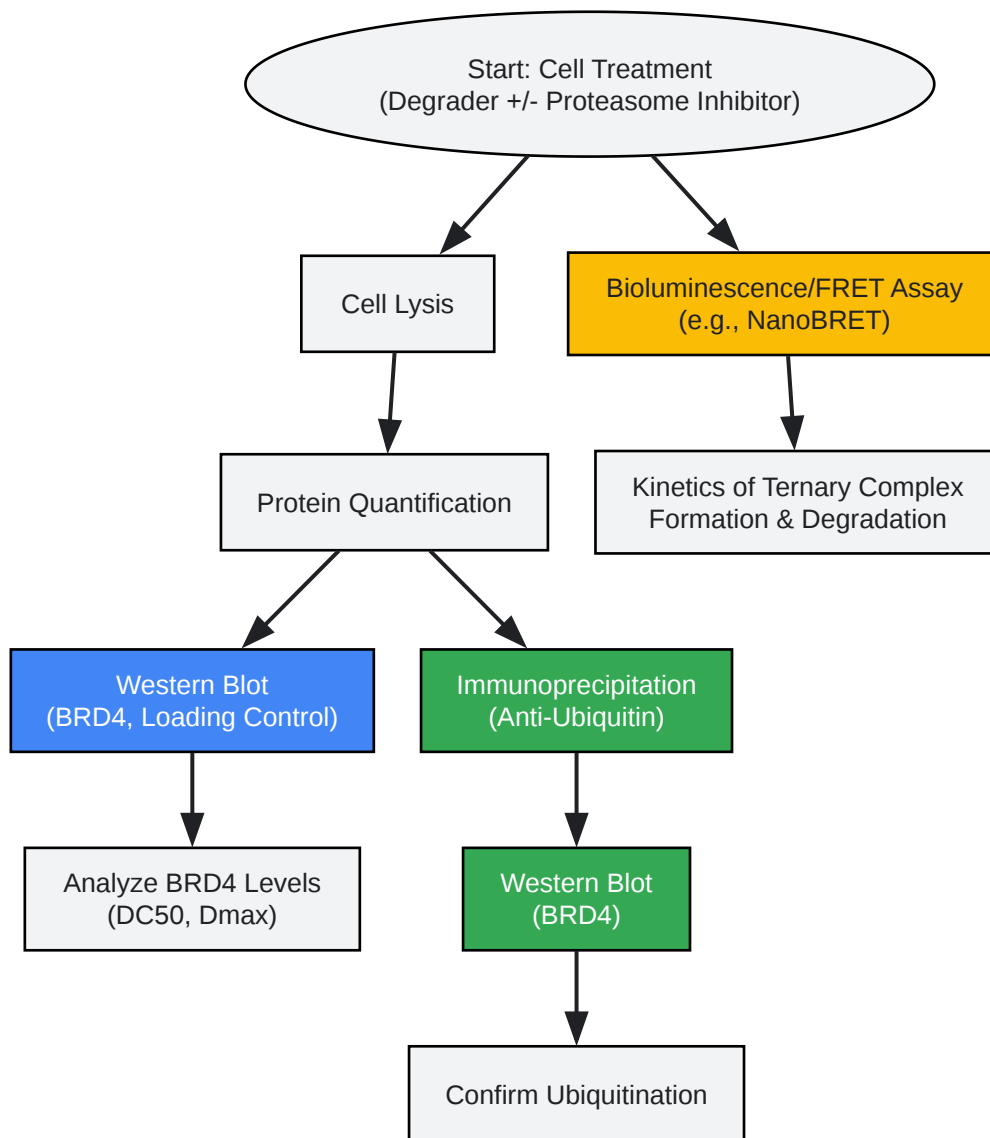 Start: Cell Treatment
(Degrader +/- Proteasome Inhibitor)
Cell Lysis
Bioluminescence/FRET Assay
(e.g., NanoBRET)
Protein Quantification
Kinetics of Ternary Complex
Formation & Degradation
Western Blot
(BRD4, Loading Control)
Immunoprecipitation
(Anti-Ubiquitin)
Analyze BRD4 Levels
(DC50, Dmax)
Western Blot
(BRD4)
Confirm Ubiquitination